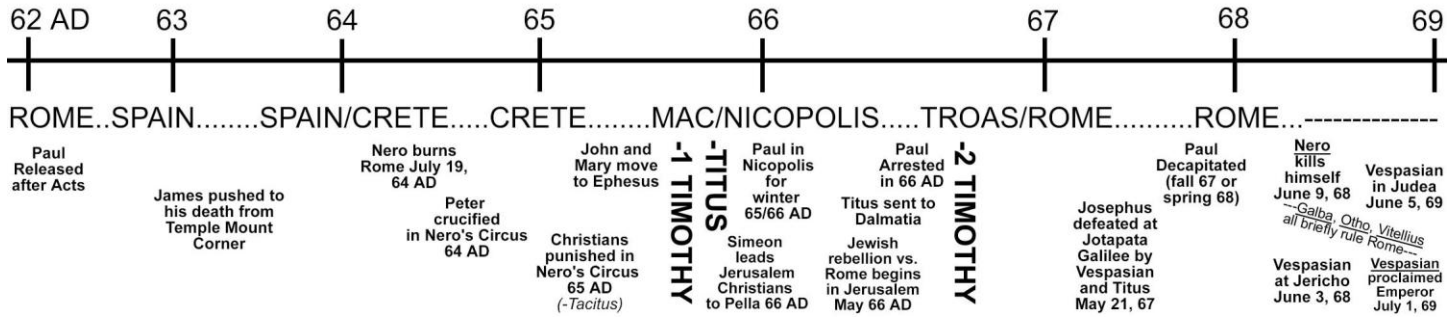 62 AD 63 64 65 66 67 68 69
ROME..SPAIN........SPAIN/CRETE.....CRETE........MAC/NICOPOLIS.....TROAS/ROME..........ROME...--------------
Paul
Released
after Acts
James pushed to
his death from
Temple Mount
Corner
Nero burns
Rome July 19,
64 AD
Peter
crucified
in Nero's Circus
64 AD
John and
Mary move
to Ephesus
Christians
punished in
Nero's Circus
65 AD
(-Tacitus)
-1 TIMOTHY
-TITUS
Paul in
Nicopolis
for
winter
65/66 AD
Simeon
leads
Jerusalem
Christians
to Pella 66 AD
Paul
Arrested
in 66 AD
Titus sent to
Dalmatia
Jewish
rebellion vs.
Rome begins
in Jerusalem
May 66 AD
-2 TIMOTHY
Josephus
defeated at
Jotapata
Galilee by
Vespasian
and Titus
May 21, 67
Paul
Decapitated
(fall 67 or
spring 68)
Nero
kills
himself
June 9, 68
---Galba, Otho, Vitellius
all briefly rule Rome---
Vespasian
at Jericho
June 3, 68
Vespasian
in Judea
June 5, 69
Vespasian
proclaimed
Emperor
July 1, 69